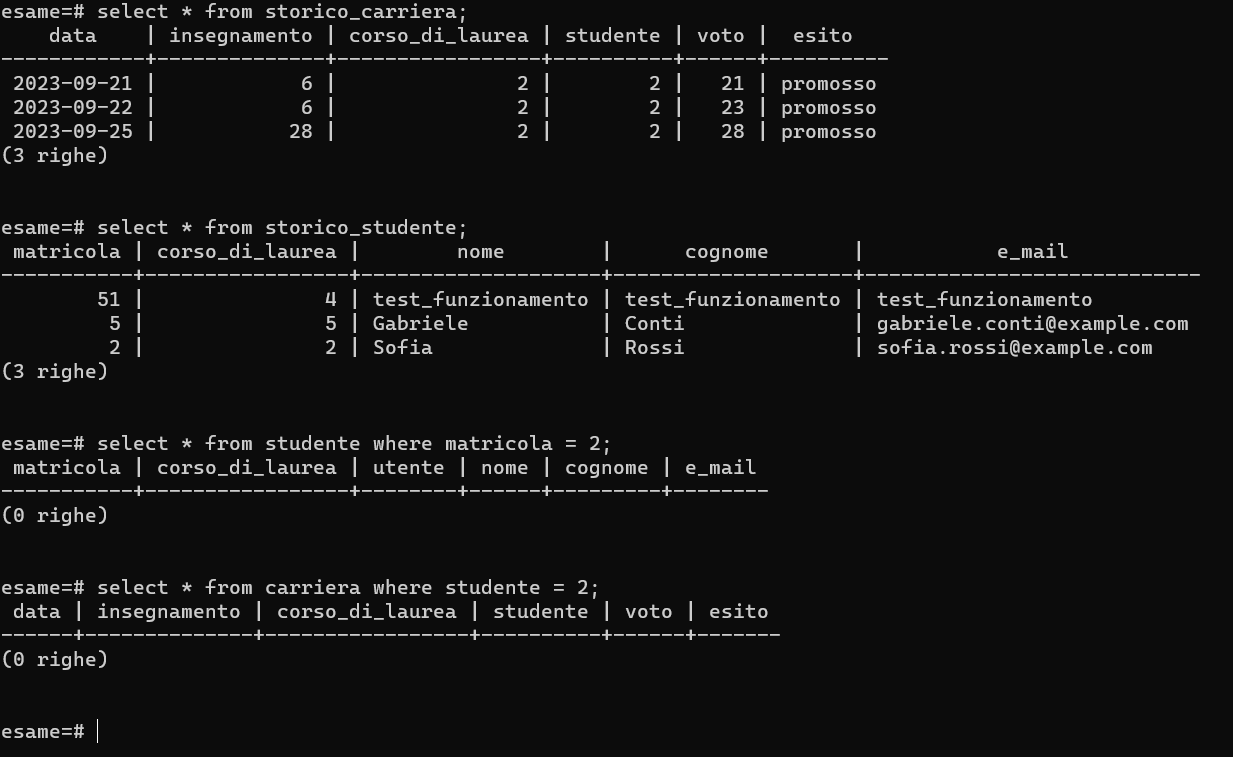 esame=# select * from storico_carriera;
    data    | insegnamento | corso_di_laurea | studente | voto |  esito
------------+--------------+-----------------+----------+------+----------
 2023-09-21 |            6 |               2 |        2 |   21 | promosso
 2023-09-22 |            6 |               2 |        2 |   23 | promosso
 2023-09-25 |           28 |               2 |        2 |   28 | promosso
(3 righe)
esame=# select * from storico_studente;
 matricola | corso_di_laurea |        nome        |      cognome       |           e_mail
-----------+-----------------+--------------------+--------------------+----------------------------
        51 |               4 | test_funzionamento | test_funzionamento | test_funzionamento
         5 |               5 | Gabriele           | Conti              | gabriele.conti@example.com
         2 |               2 | Sofia              | Rossi              | sofia.rossi@example.com
(3 righe)
esame=# select * from studente where matricola = 2;
 matricola | corso_di_laurea | utente | nome | cognome | e_mail
-----------+-----------------+--------+------+---------+--------
(0 righe)
esame=# select * from carriera where studente = 2;
 data | insegnamento | corso_di_laurea | studente | voto | esito
------+--------------+-----------------+----------+------+-------
(0 righe)
esame=#